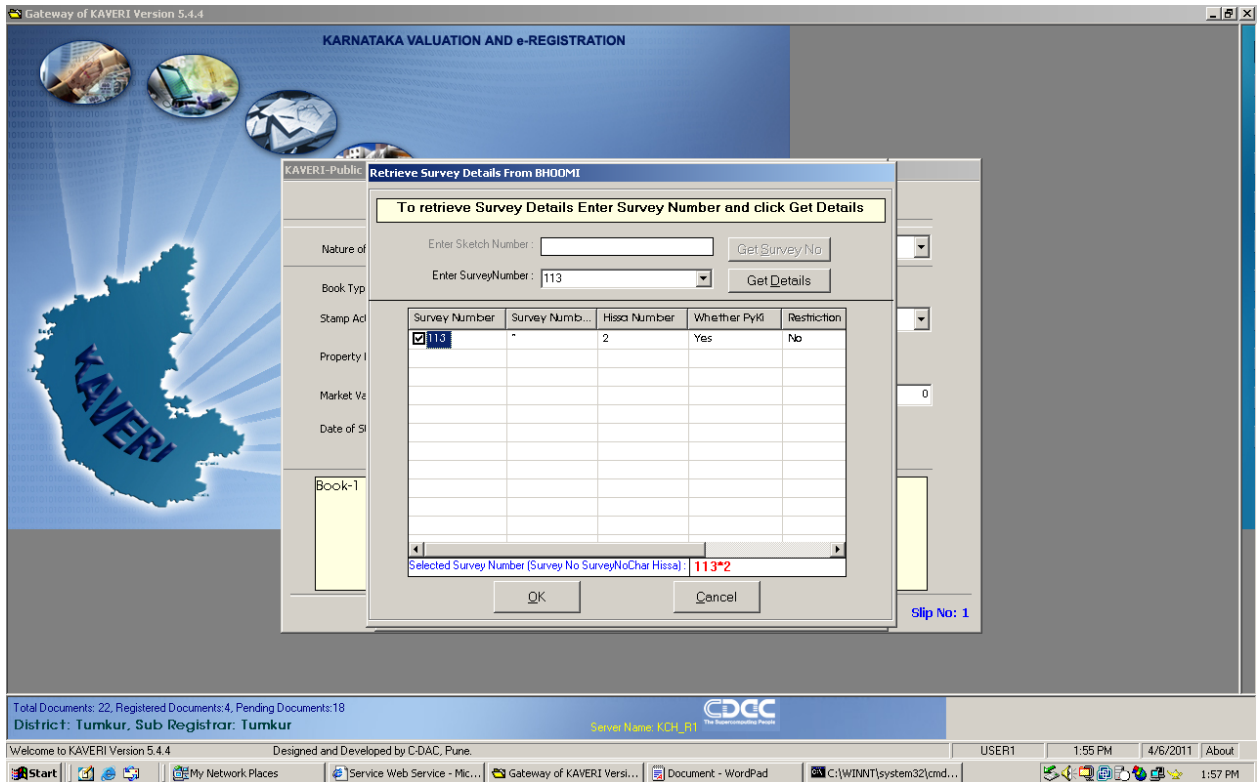 Gateway of KAVERI Version 5.4.4
KARNATAKA VALUATION AND e-REGISTRATION
KAVERI
KAVERI-Public
Retrieve Survey Details From BHOOMI
To retrieve Survey Details Enter Survey Number and click Get Details
Enter Sketch Number :
Get Survey No
Enter SurveyNumber : 113
Get Details
Nature of
Book Typ
Stamp Act
Property I
Market Va
0
Date of St
Survey Number Survey Numb... Hissa Number Whether PyKi Restriction
113 * 2 Yes No
Book-1
Selected Survey Number (Survey No SurveyNoChar Hissa) : 113*2
OK Cancel
Slip No: 1
Total Documents: 22, Registered Documents:4, Pending Documents:18
District: Tumkur, Sub Registrar: Tumkur
Server Name: KCH_R1
CDAC
The Supercomputing People
Welcome to KAVERI Version 5.4.4 Designed and Developed by C-DAC, Pune. USER1 1:55 PM 4/6/2011 About
Start My Network Places Service Web Service - Mic... Gateway of KAVERI Versi... Document - WordPad C:\WINNT\system32\cmd... 1:57 PM